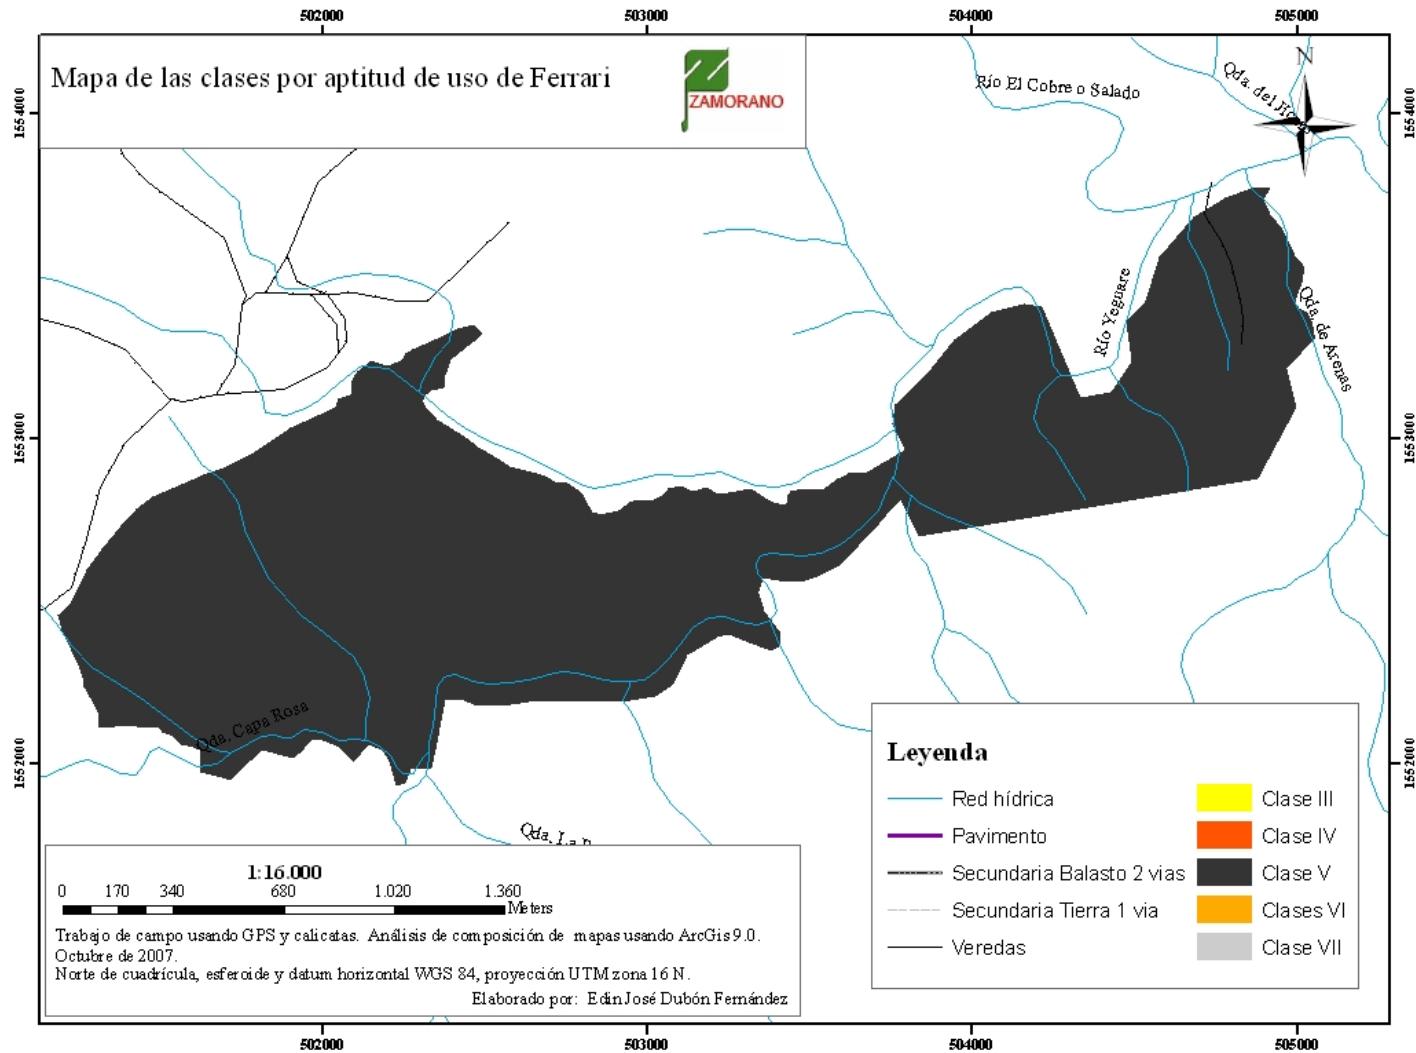 502000 503000 504000 505000
Mapa de las clases por aptitud de uso de Ferrari
ZAMORANO
Río El Cobre o Salado
Qda. del
N
1554000
1554000
Río Yeguare
Qda. de Arenas
1553000
1553000
Qda. Capa Rosa
1552000
1552000
Qda. La
Leyenda
Red hídrica
Pavimento
Secundaria Balasto 2 vias
Secundaria Tierra 1 via
Veredas
Clase III
Clase IV
Clase V
Clases VI
Clase VII
1:16.000
0 170 340 680 1.020 1.360
Meters
Trabajo de campo usando GPS y calicatas. Análisis de composición de mapas usando ArcGis 9.0.
Octubre de 2007.
Norte de cuadrícula, esferoide y datum horizontal WGS 84, proyección UTM zona 16 N.
Elaborado por: Edin José Dubón Fernández
502000 503000 504000 505000